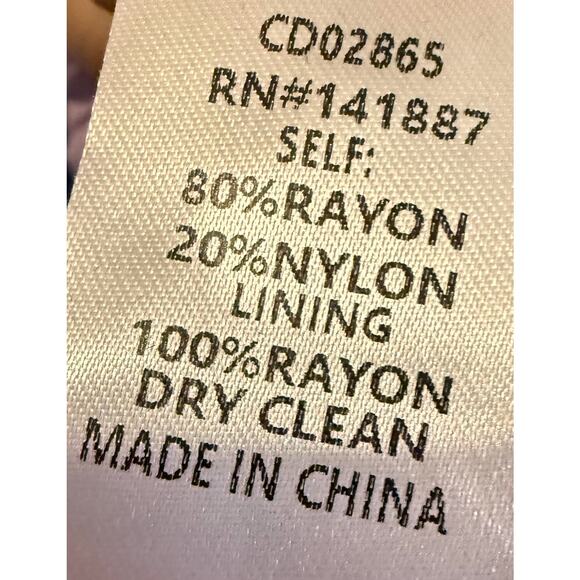 CD02865
RN#141887
SELF:
80%RAYON
20%NYLON
LINING
100%RAYON
DRY CLEAN
MADE IN CHINA